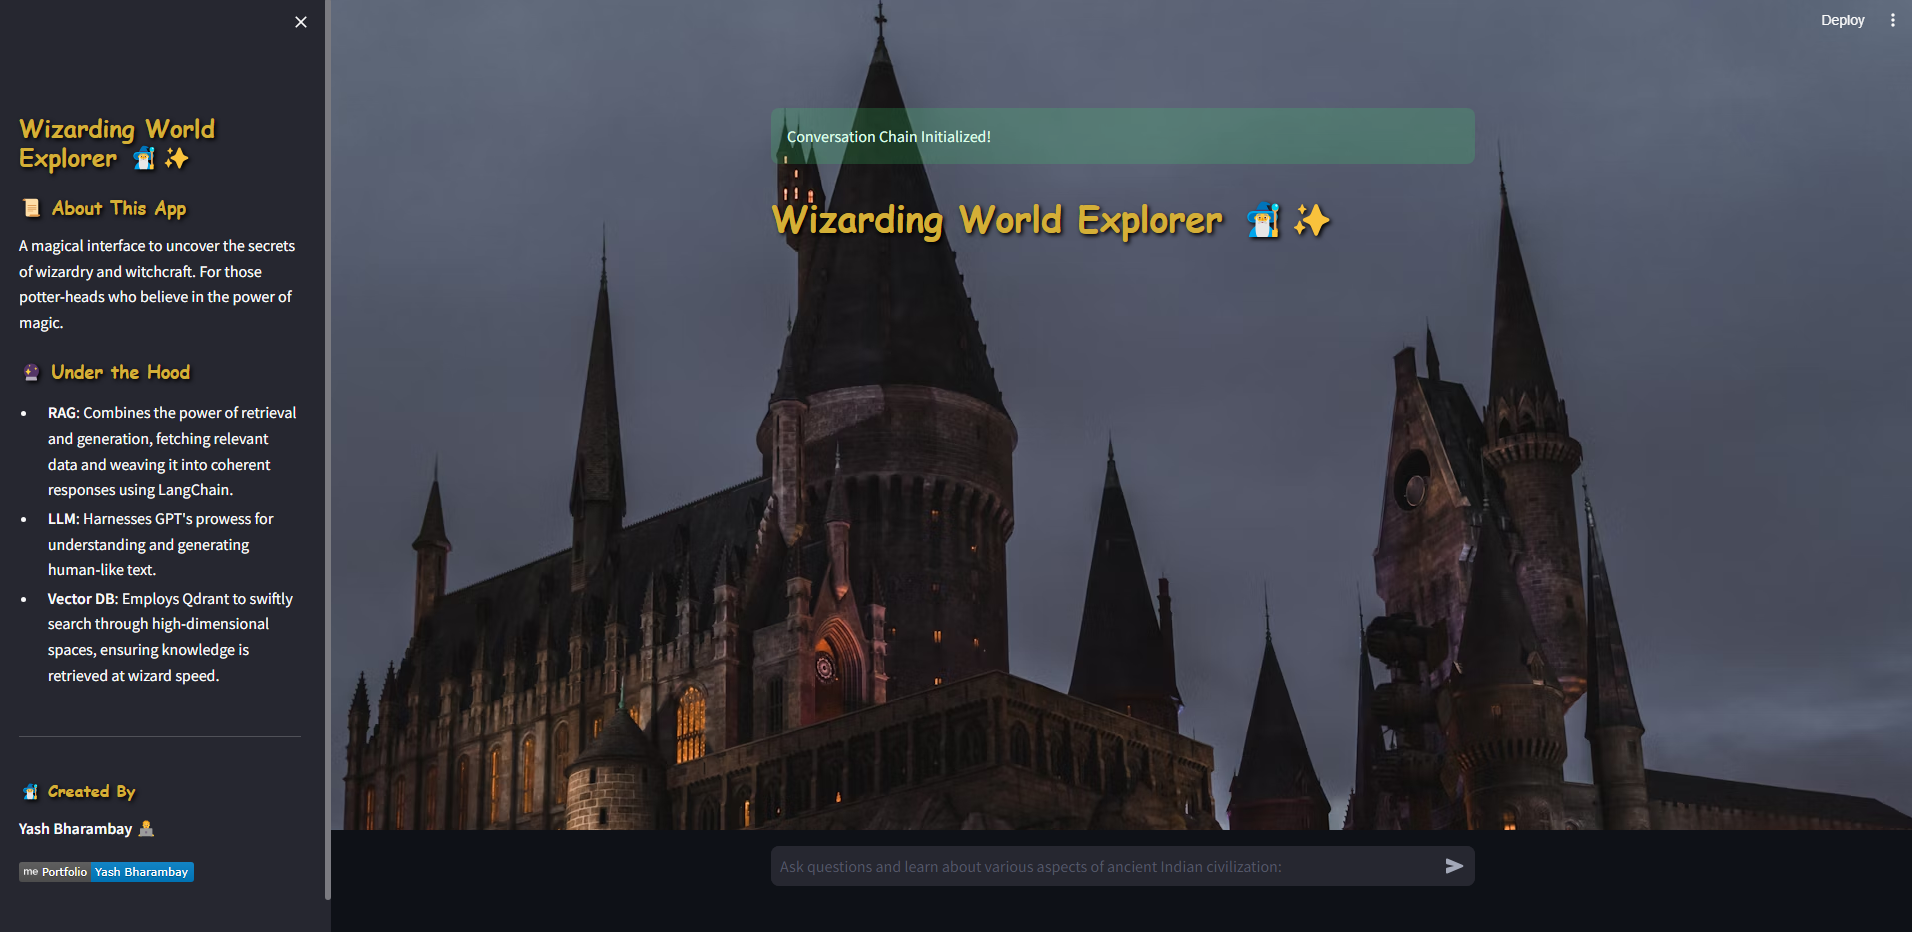 Wizarding World
Explorer 🧙‍♂️✨
📜 About This App
A magical interface to uncover the secrets
of wizardry and witchcraft. For those
potter-heads who believe in the power of
magic.
🔮 Under the Hood
• RAG: Combines the power of retrieval
and generation, fetching relevant
data and weaving it into coherent
responses using LangChain.
• LLM: Harnesses GPT's prowess for
understanding and generating
human-like text.
• Vector DB: Employs Qdrant to swiftly
search through high-dimensional
spaces, ensuring knowledge is
retrieved at wizard speed.
🧙‍♂️ Created By
Yash Bharambay 👨‍💻
me Portfolio Yash Bharambay
Deploy
Conversation Chain Initialized!
Wizarding World Explorer 🧙‍♂️✨
Ask questions and learn about various aspects of ancient Indian civilization: